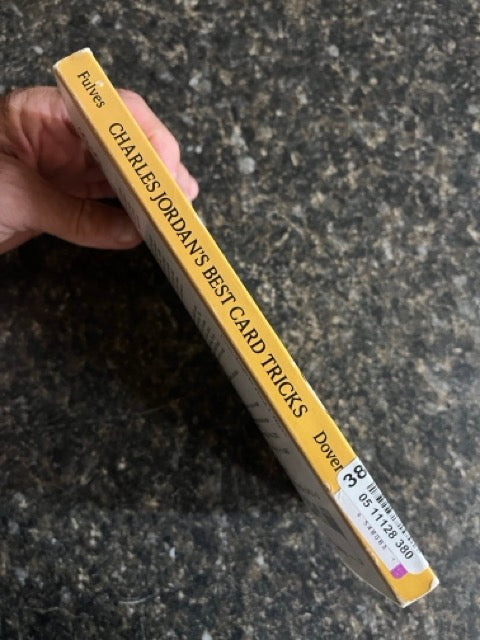 Fulves
CHARLES JORDAN'S BEST CARD TRICKS
Dover
38
05 11128 380